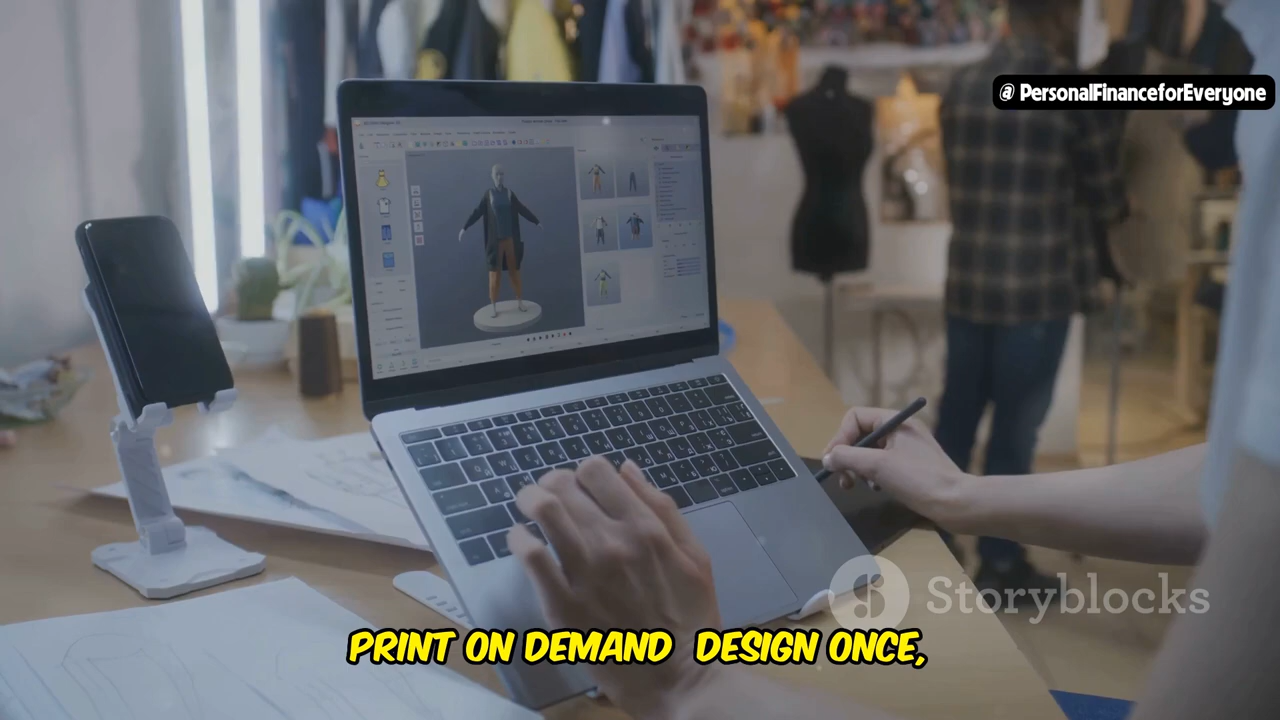 @ PersonalFinanceforEveryone
Storyblocks
PRINT ON DEMAND DESIGN ONCE,